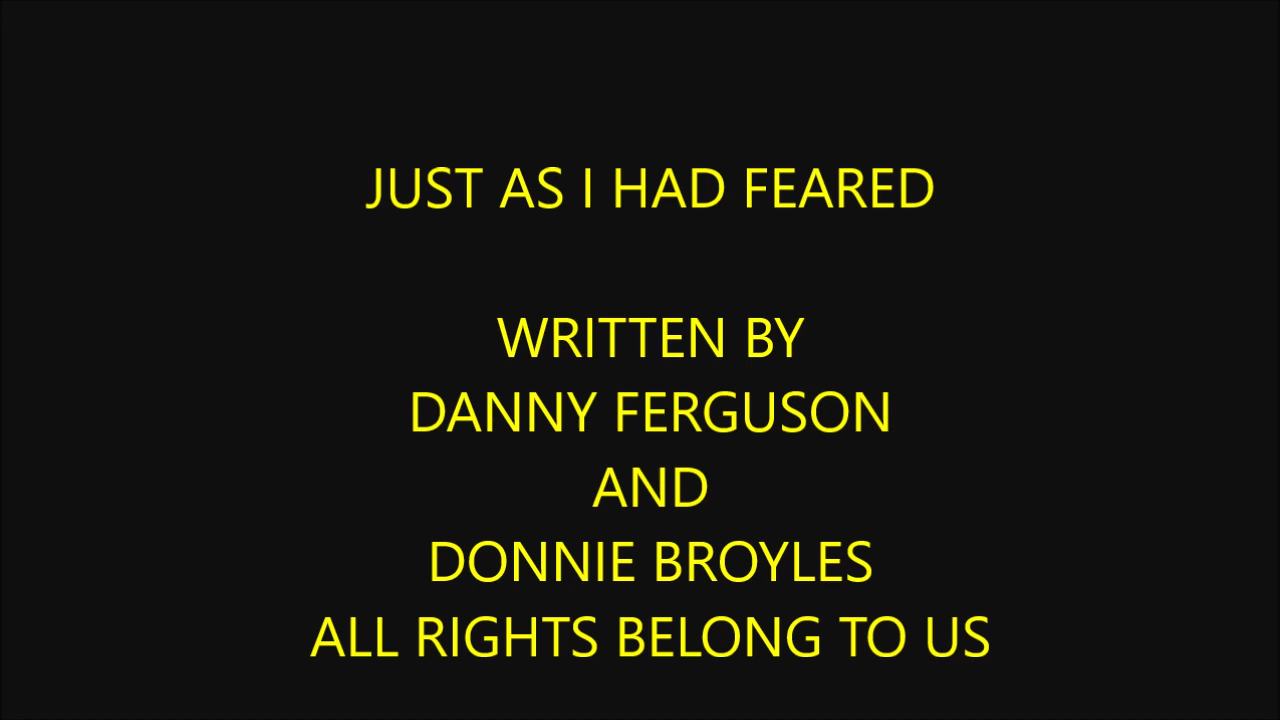 JUST AS I HAD FEARED
WRITTEN BY
DANNY FERGUSON
AND
DONNIE BROYLES
ALL RIGHTS BELONG TO US